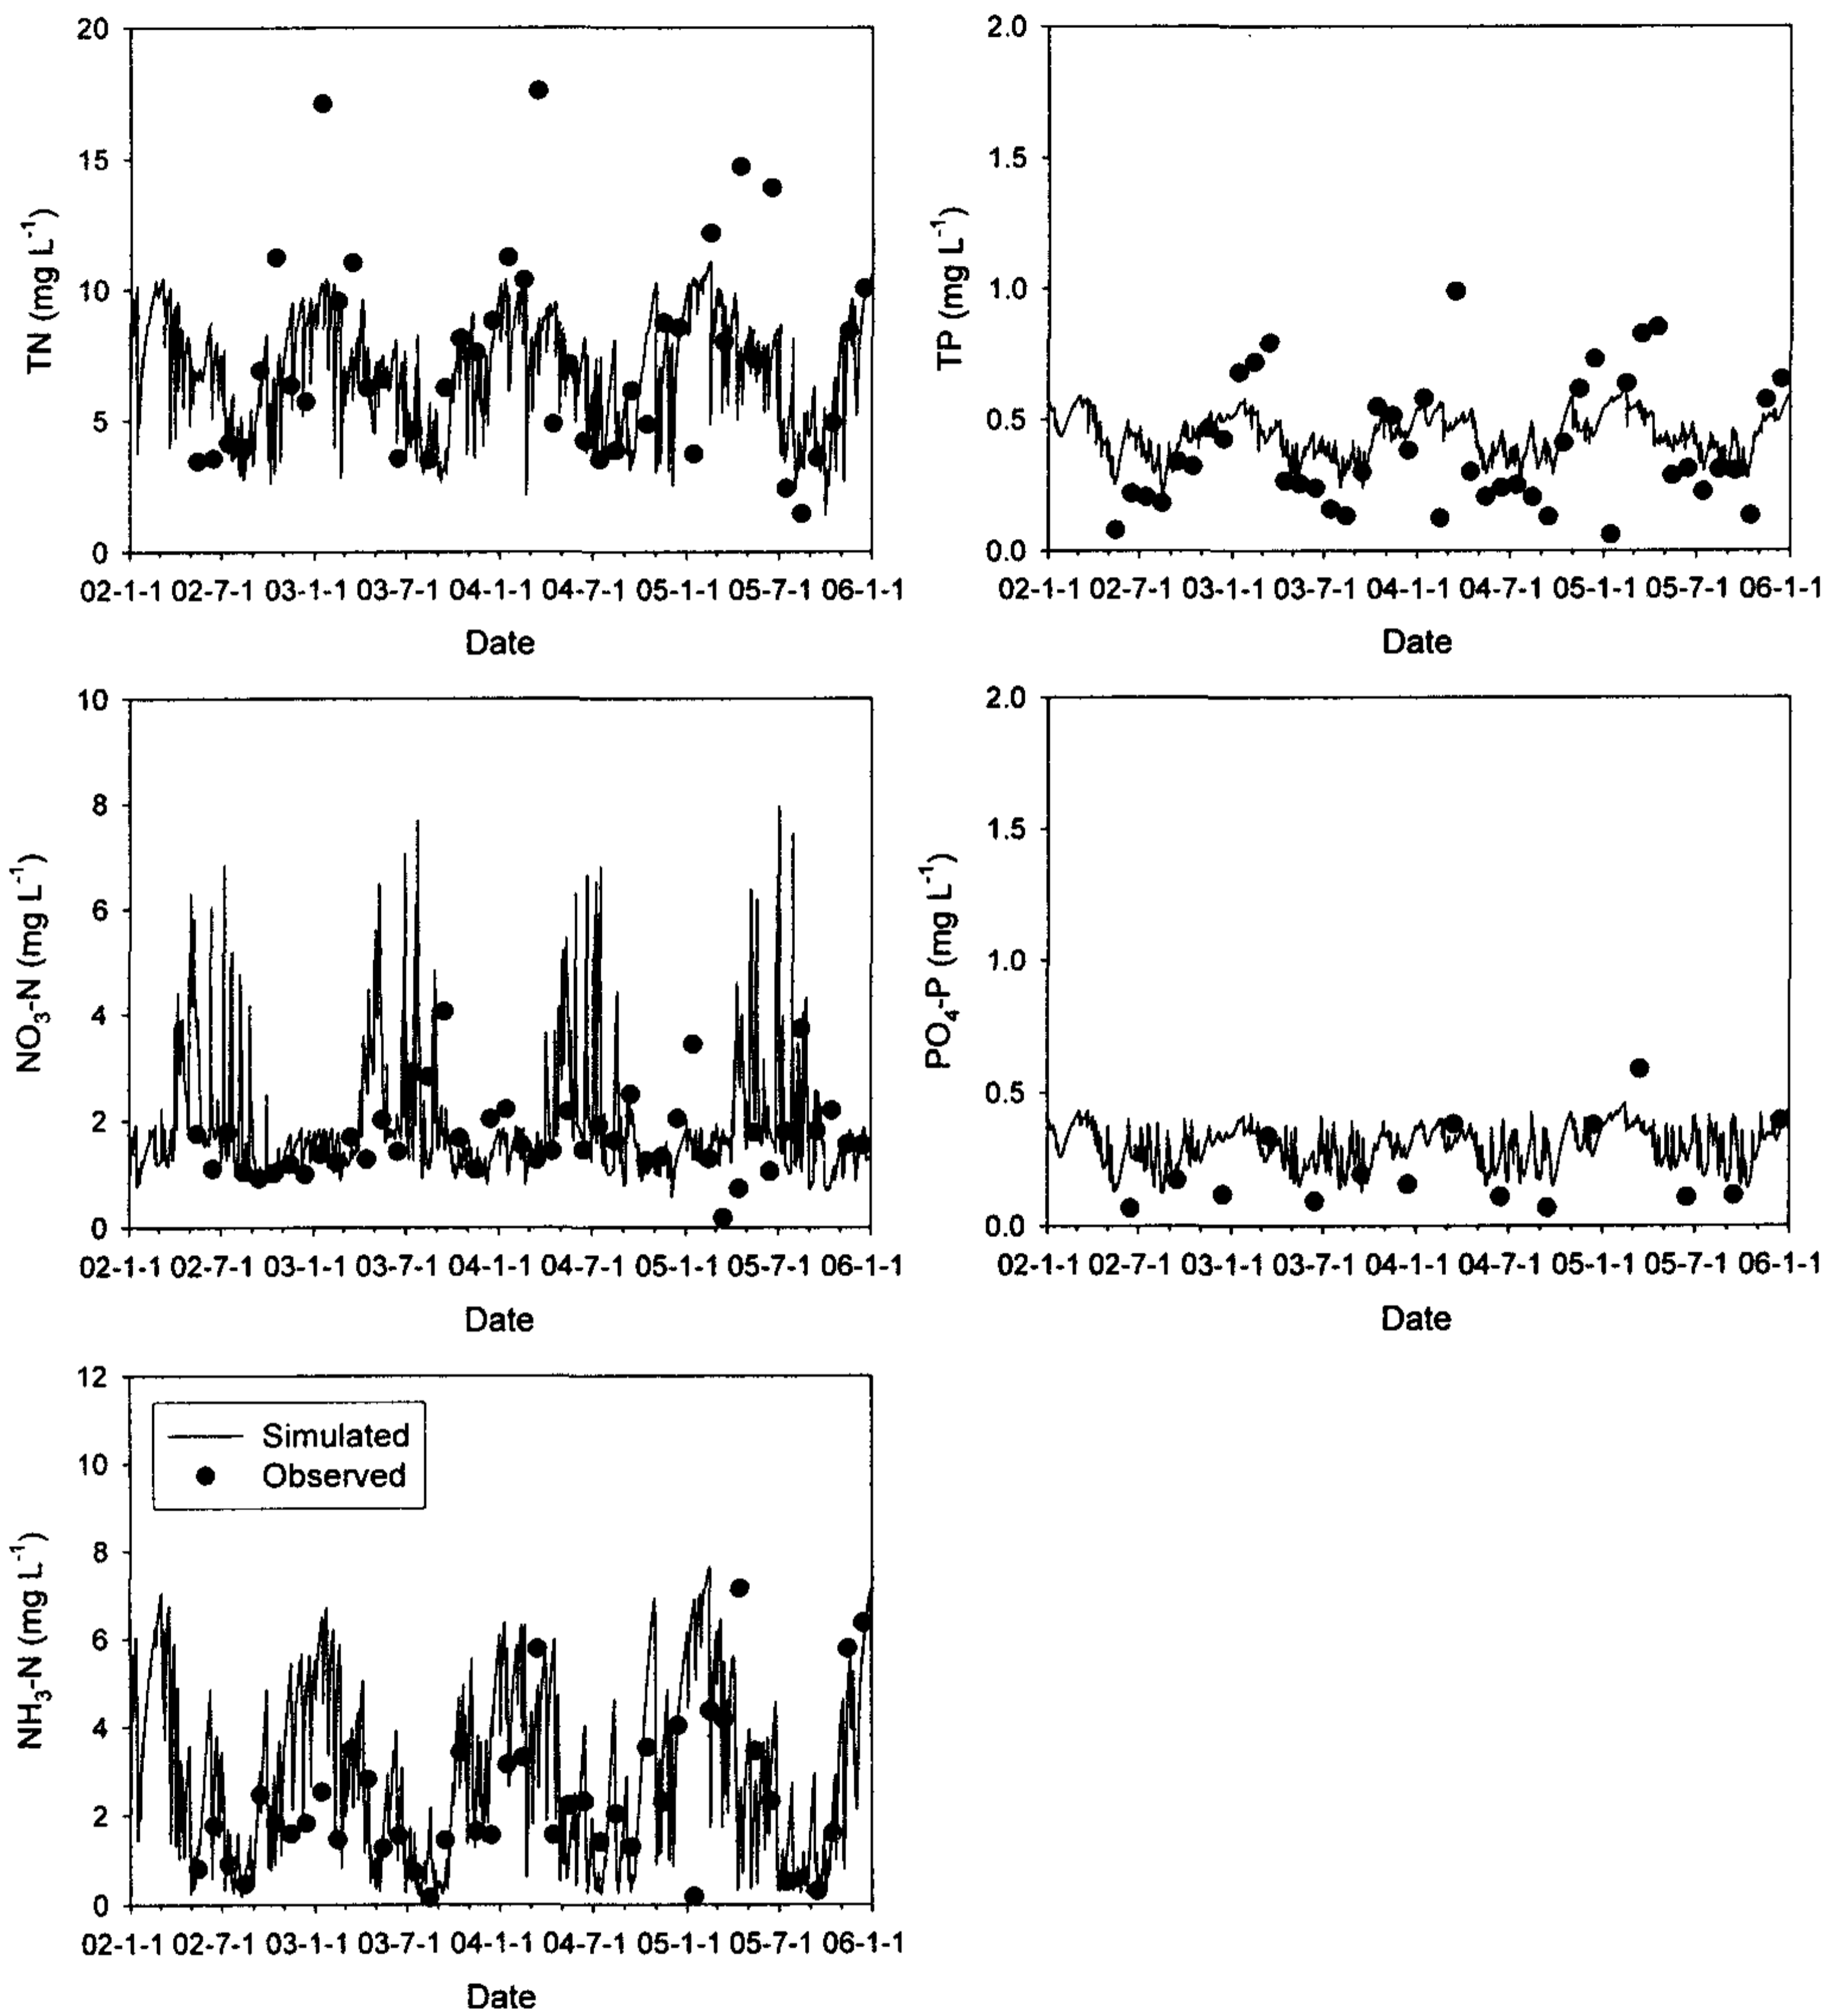 20
15
10
5
0
TN (mg L⁻¹)
02-1-1 02-7-1 03-1-1 03-7-1 04-1-1 04-7-1 05-1-1 05-7-1 06-1-1
Date
2.0
1.5
1.0
0.5
0.0
TP (mg L⁻¹)
02-1-1 02-7-1 03-1-1 03-7-1 04-1-1 04-7-1 05-1-1 05-7-1 06-1-1
Date
10
8
6
4
2
0
NO₃-N (mg L⁻¹)
02-1-1 02-7-1 03-1-1 03-7-1 04-1-1 04-7-1 05-1-1 05-7-1 06-1-1
Date
2.0
1.5
1.0
0.5
0.0
PO₄-P (mg L⁻¹)
02-1-1 02-7-1 03-1-1 03-7-1 04-1-1 04-7-1 05-1-1 05-7-1 06-1-1
Date
12
10
8
6
4
2
0
NH₃-N (mg L⁻¹)
Simulated
Observed
02-1-1 02-7-1 03-1-1 03-7-1 04-1-1 04-7-1 05-1-1 05-7-1 06-1-1
Date